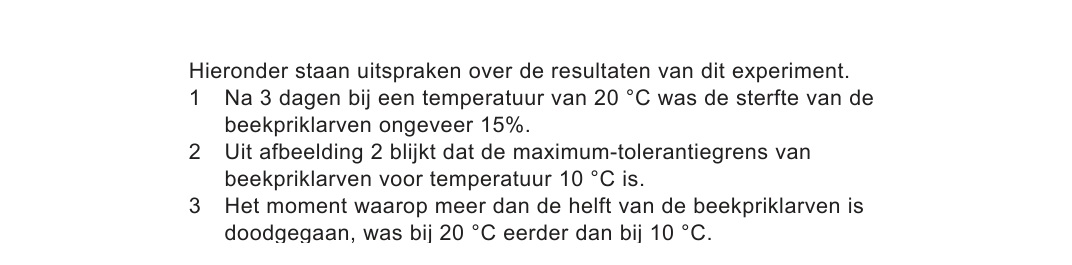 Hieronder staan uitspraken over de resultaten van dit experiment.
1 Na 3 dagen bij een temperatuur van 20 °C was de sterfte van de
beekpriklarven ongeveer 15%.
2 Uit afbeelding 2 blijkt dat de maximum-tolerantiegrens van
beekpriklarven voor temperatuur 10 °C is.
3 Het moment waarop meer dan de helft van de beekpriklarven is
doodgegaan, was bij 20 °C eerder dan bij 10 °C.